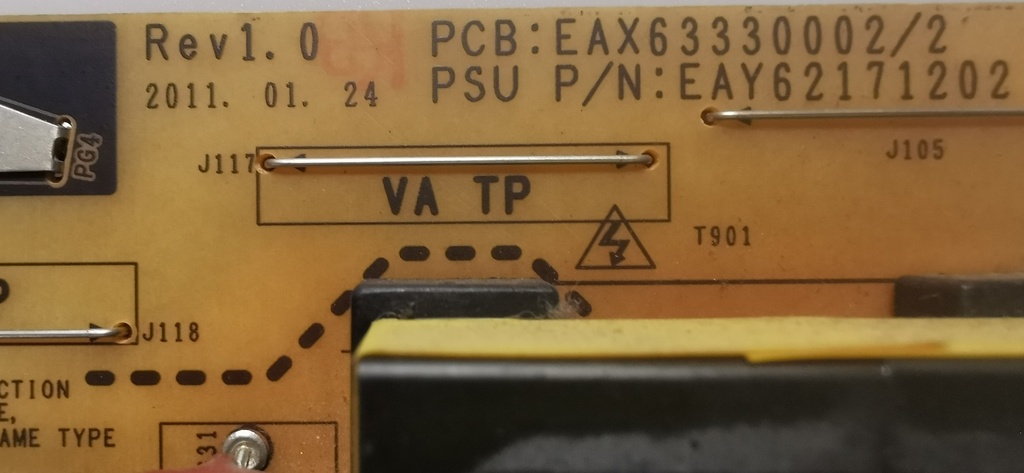 Rev1.0
PCB:EAX63330002/2
2011. 01. 24
PSU P/N:EAY62171202
PG4
J117
J105
VA TP
T901
J118
CTION
E,
AME TYPE